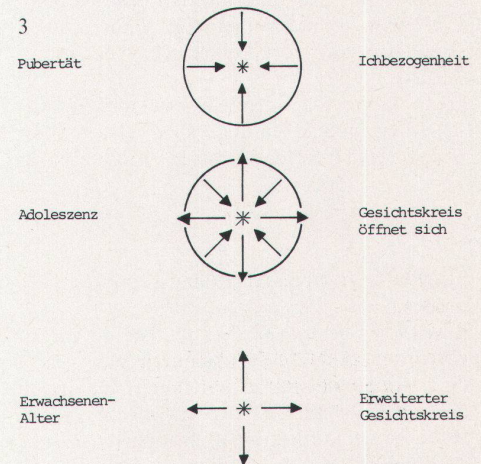 3
Pubertät
Ichbezogenheit
Adoleszenz
Gesichtskreis
öffnet sich
Erwachsenen-
Alter
Erweiterter
Gesichtskreis